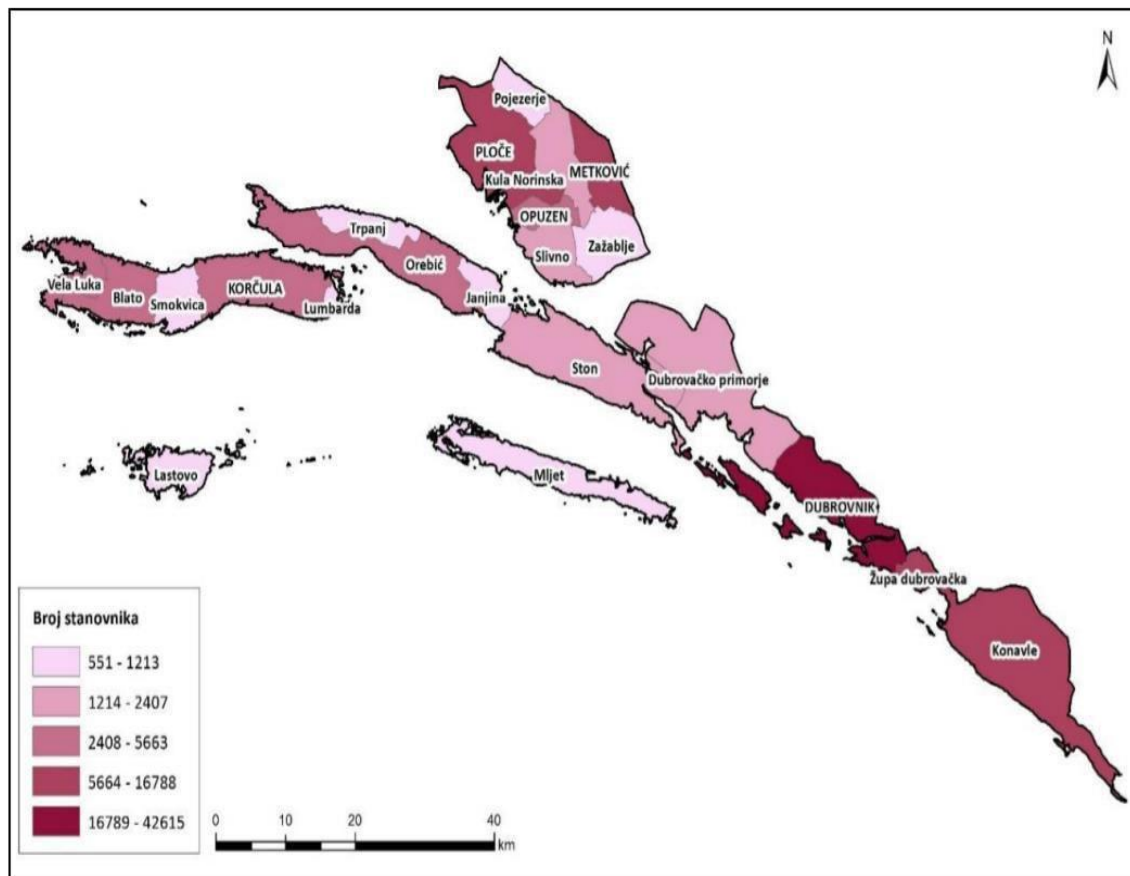 N
Pojezerje
PLOČE
METKOVIĆ
Kula Norinska
OPUZEN
Trpanj
Zažablje
Slivno
Orebić
Vela Luka
Blato
KORČULA
Janjina
Smokvica
Lumbarda
Ston
Dubrovačko primorje
Lastovo
Mljet
DUBROVNIK
Župa dubrovačka
Konavle
Broj stanovnika
551 - 1213
1214 - 2407
2408 - 5663
5664 - 16788
16789 - 42615
0 10 20 40
km